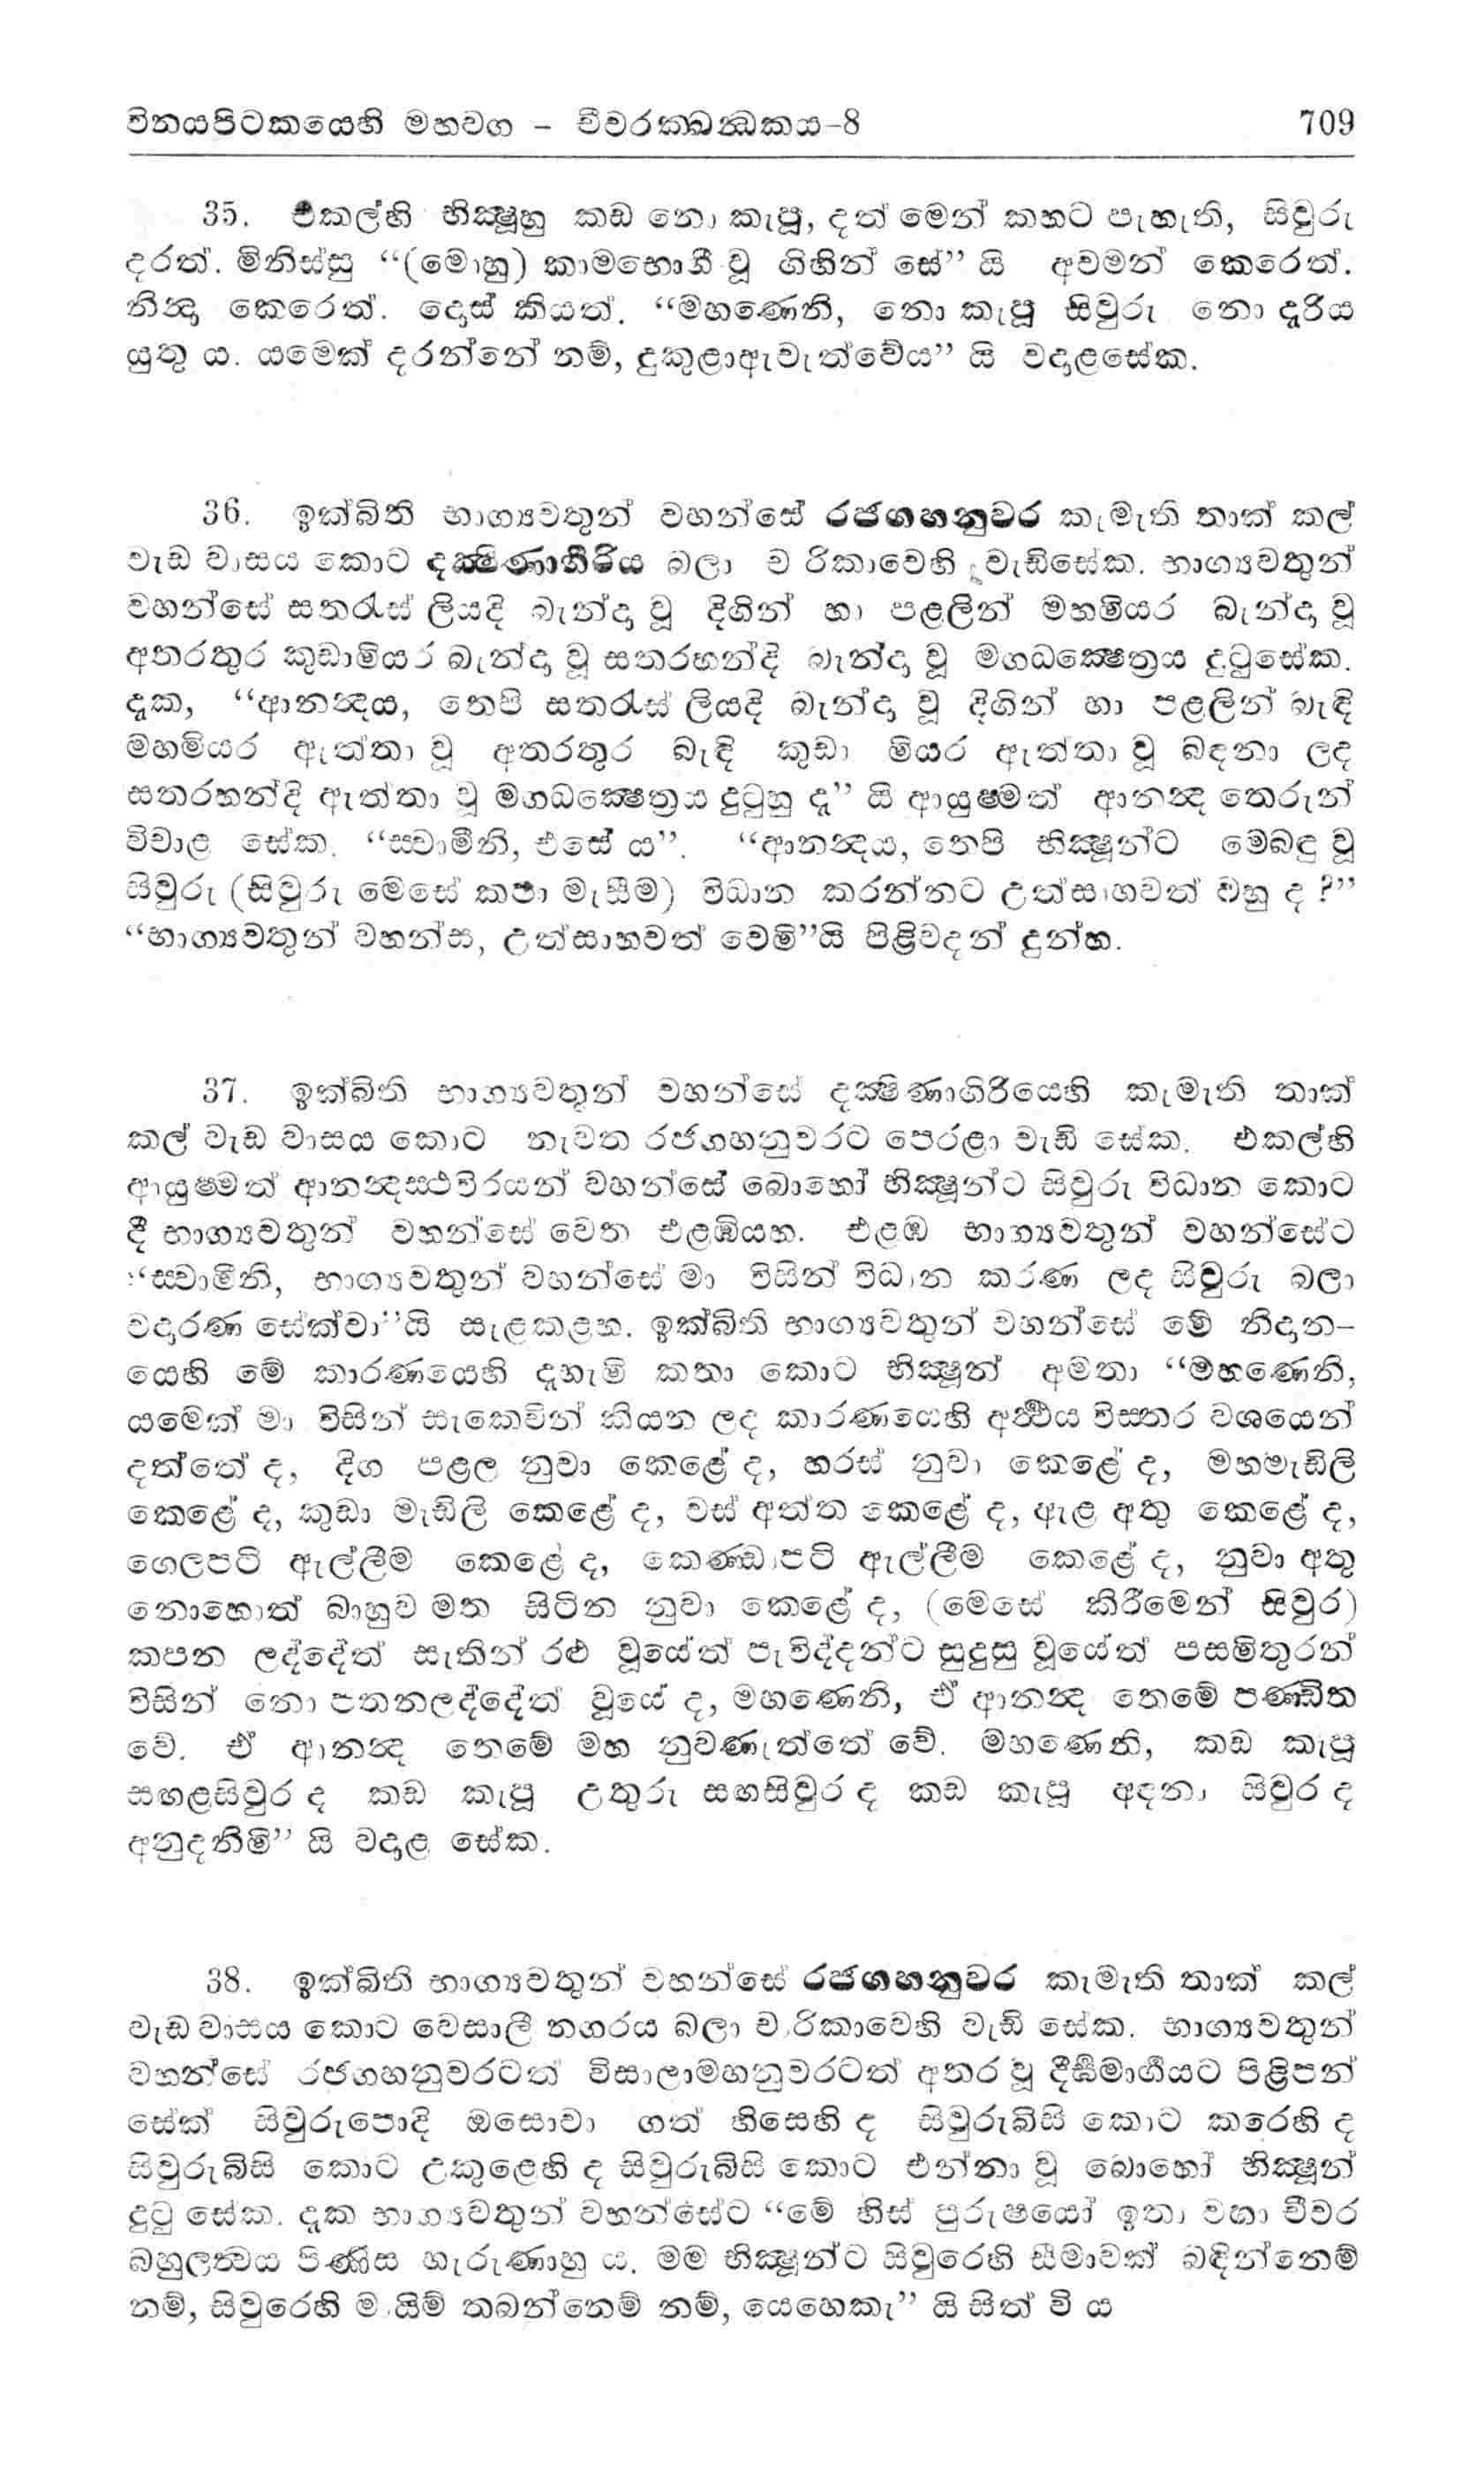 විනයපිටකයෙහි මහවග - චීවරක්ඛන්ධකය-8 709
35. එකල්හි භික්‍ෂූහු කඩ නො කැපූ, දත් මෙන් කහට පැහැති, සිවුරු
දරත්. මිනිස්සු “(මොහු) කාමභොගී වූ ගිහින් සේ” යි අවමන් කෙරෙත්.
නින්‍දා කෙරෙත්. දොස් කියත්. “මහණෙනි, නො කැපූ සිවුරු නො දැරිය
යුතු ය. යමෙක් දරන්නේ නම්, දුකුළාඇවැත්වේය” යි වදාළසේක.
36. ඉක්බිති භාග්‍යවතුන් වහන්සේ රජගහනුවර කැමැති තාක් කල්
වැඩ වාසය කොට දක්‍ෂිණාගිරිය බලා ච රිකාවෙහි වැඩිසේක. භාග්‍යවතුන්
වහන්සේ සතරැස් ලියදි බැන්දා වූ දිගින් හා පළලින් මහමියර බැන්දා වූ
අතරතුර කුඩාමියර බැන්දා වූ සතරහන්දි බැන්දා වූ මගධක්‍ෂෙත්‍රය දුටුසේක.
දැක, “ආනන්‍දය, තෙපි සතරැස් ලියදි බැන්දා වූ දිගින් හා පළලින් බැඳි
මහමියර ඇත්තා වූ අතරතුර බැඳි කුඩා මියර ඇත්තා වූ බඳනා ලද
සතරහන්දි ඇත්තා වූ මගධක්‍ෂෙත්‍රය දුටුහු දැ” යි ආයුෂ්මත් ආනන්‍ද තෙරුන්
විචාළ සේක. “ස්වාමීනි, එසේ ය”. “ආනන්‍දය, තෙපි භික්‍ෂූන්ට මෙබඳු වූ
සිවුරු (සිවුරු මෙසේ කපා මැසීම) විධාන කරන්නට උත්සාහවත් වහු ද ?”
“භාග්‍යවතුන් වහන්ස, උත්සාහවත් වෙමි”යි පිළිවදන් දුන්හ.
37. ඉක්බිති භාග්‍යවතුන් වහන්සේ දක්‍ෂිණාගිරියෙහි කැමැති තාක්
කල් වැඩ වාසය කොට නැවත රජගහනුවරට පෙරළා වැඩි සේක. එකල්හි
ආයුෂ්මත් ආනන්‍දස්ථවිරයන් වහන්සේ බොහෝ භික්‍ෂූන්ට සිවුරු විධාන කොට
දී භාග්‍යවතුන් වහන්සේ වෙත එළඹියහ. එළඹ භාග්‍යවතුන් වහන්සේට
“ස්වාමීනි, භාග්‍යවතුන් වහන්සේ මා විසින් විධාන කරණ ලද සිවුරු බලා
වදාරණ සේක්වා”යි සැළකළහ. ඉක්බිති භාග්‍යවතුන් වහන්සේ මේ නිදාන-
යෙහි මේ කාරණයෙහි දැහැමි කතා කොට භික්‍ෂූන් අමතා “මහණෙනි,
යමෙක් මා විසින් සැකෙවින් කියන ලද කාරණයෙහි අර්‍ථය විස්තර වශයෙන්
දත්තේ ද, දිග පළල නුවා කෙළේ ද, හරස් නුවා කෙළේ ද, මහමැඩිලි
කෙළේ ද, කුඩා මැඩිලි කෙළේ ද, වස් අත්ත කෙළේ ද, ඇළ අතු කෙළේ ද,
ගෙලපටි ඇල්ලීම කෙළේ ද, කෙණ්ඩාපටි ඇල්ලීම කෙළේ ද, නුවා අතු
නොහොත් බාහුව මත සිටින නුවා කෙළේ ද, (මෙසේ කිරීමෙන් සිවුර)
කපන ලද්දේත් සැතින් රළු වූයේත් පැවිද්දන්ට සුදුසු වූයේත් පසමිතුරන්
විසින් නො පතනලද්දේත් වූයේ ද, මහණෙනි, ඒ ආනන්‍ද තෙමේ පණ්ඩිත
වේ. ඒ ආනන්‍ද තෙමේ මහ නුවණැත්තේ වේ. මහණෙනි, කඩ කැපූ
සඟළසිවුර ද කඩ කැපූ උතුරු සඟසිවුර ද කඩ කැපූ අඳනා සිවුර ද
අනුදනිමි” යි වදාළ සේක.
38. ඉක්බිති භාග්‍යවතුන් වහන්සේ රජගහනුවර කැමැති තාක් කල්
වැඩ වාසය කොට වෙසාලි නගරය බලා චාරිකාවෙහි වැඩි සේක. භාග්‍යවතුන්
වහන්සේ රජගහනුවරටත් විසාලාමහනුවරටත් අතර වූ දීර්‍ඝමාර්‍ගයට පිළිපන්
සේක් සිවුරුපොදි ඔසොවා ගත් හිසෙහි ද සිවුරුබිසි කොට කරෙහි ද
සිවුරුබිසි කොට උකුළෙහි ද සිවුරුබිසි කොට එන්නා වූ බොහෝ භික්‍ෂූන්
දුටු සේක. දැක භාග්‍යවතුන් වහන්සේට “මේ හිස් පුරුෂයෝ ඉතා වහා චීවර
බහුලත්‍වය පිණිස හැරුණාහු ය. මම භික්‍ෂූන්ට සිවුරෙහි සීමාවක් බඳින්නෙම්
නම්, සිවුරෙහි මායිම් තබන්නෙම් නම්, යෙහෙකැ” යි සිත් වි ය